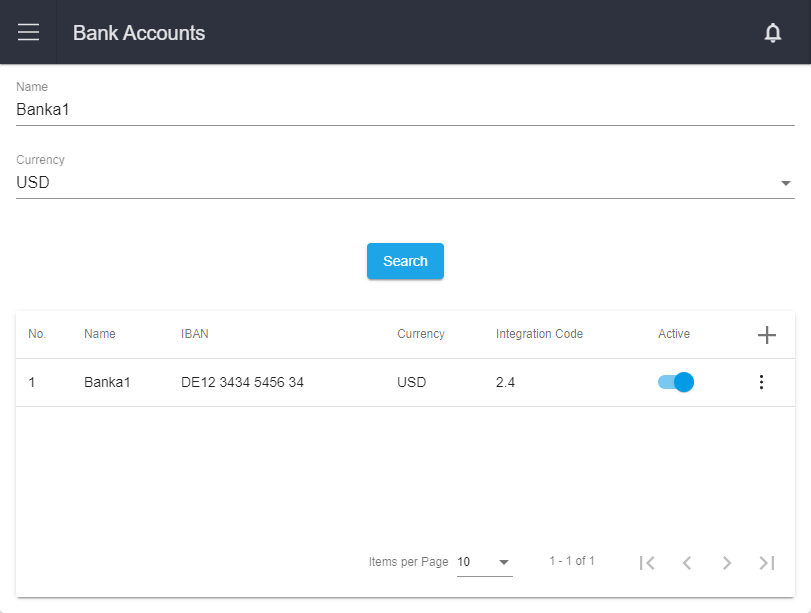 Bank Accounts
Name
Banka1
Currency
USD
Search
No. Name IBAN Currency Integration Code Active
1 Banka1 DE12 3434 5456 34 USD 2.4
Items per Page 10 1 - 1 of 1